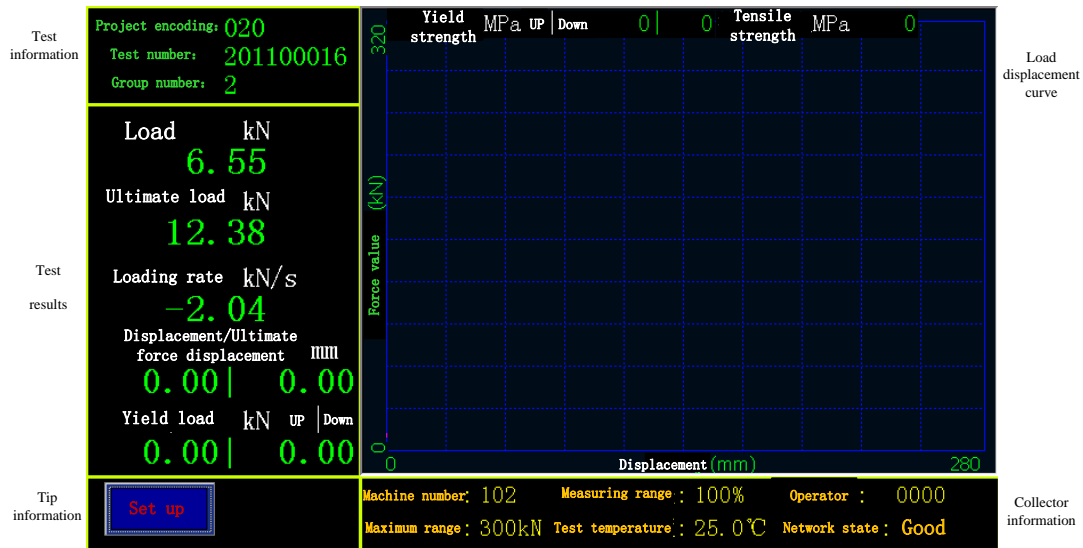 Test
information
Project encoding: 020
Test number: 201100016
Group number: 2
Load kN
6.55
Ultimate load kN
12.38
Loading rate kN/s
-2.04
Displacement/Ultimate
force displacement mm
0.00| 0.00
Yield load kN UP |Down
0.00| 0.00
Test
results
Yield
strength MPa UP |Down 0| 0
Tensile
strength MPa 0
320
Force value (kN)
0
0 Displacement(mm) 280
Load
displacement
curve
Tip
information
Set up
Machine number: 102 Measuring range: 100% Operator : 0000
Maximum range: 300kN Test temperature: 25.0℃ Network state: Good
Collector
information